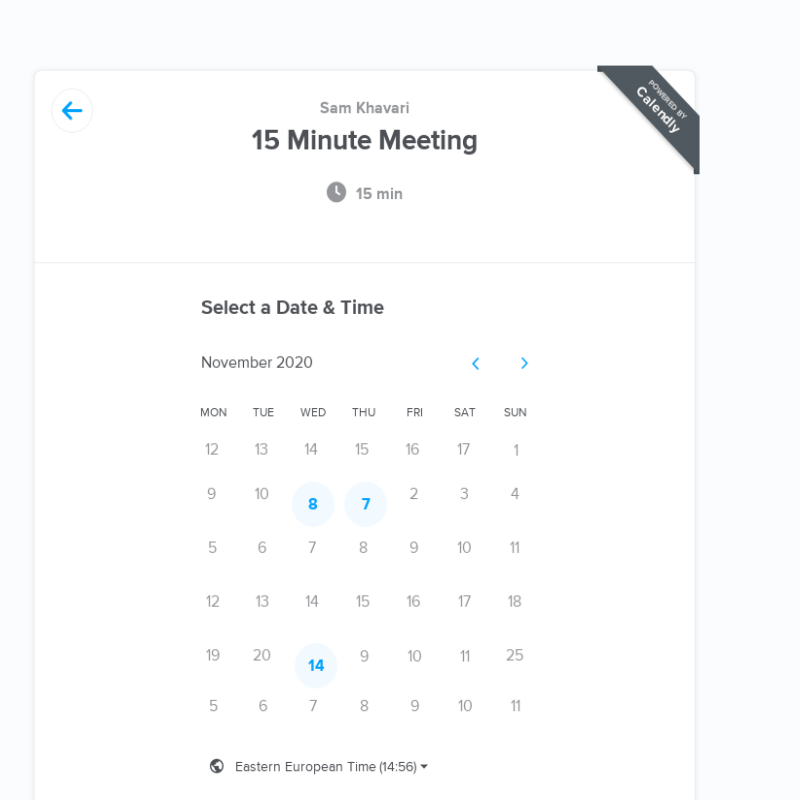 POWERED BY
Calendly
Sam Khavari
15 Minute Meeting
15 min
Select a Date & Time
November 2020
MON TUE WED THU FRI SAT SUN
12 13 14 15 16 17 1
9 10 8 7 2 3 4
5 6 7 8 9 10 11
12 13 14 15 16 17 18
19 20 14 9 10 11 25
5 6 7 8 9 10 11
Eastern European Time (14:56)